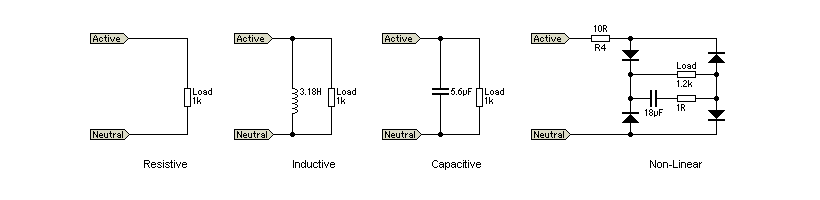 Active
Neutral
Load
1k
Resistive
Active
Neutral
3.18H
Load
1k
Inductive
Active
Neutral
5.6µF
Load
1k
Capacitive
Active
Neutral
10R
R4
Load
1.2k
18µF
1R
Non-Linear